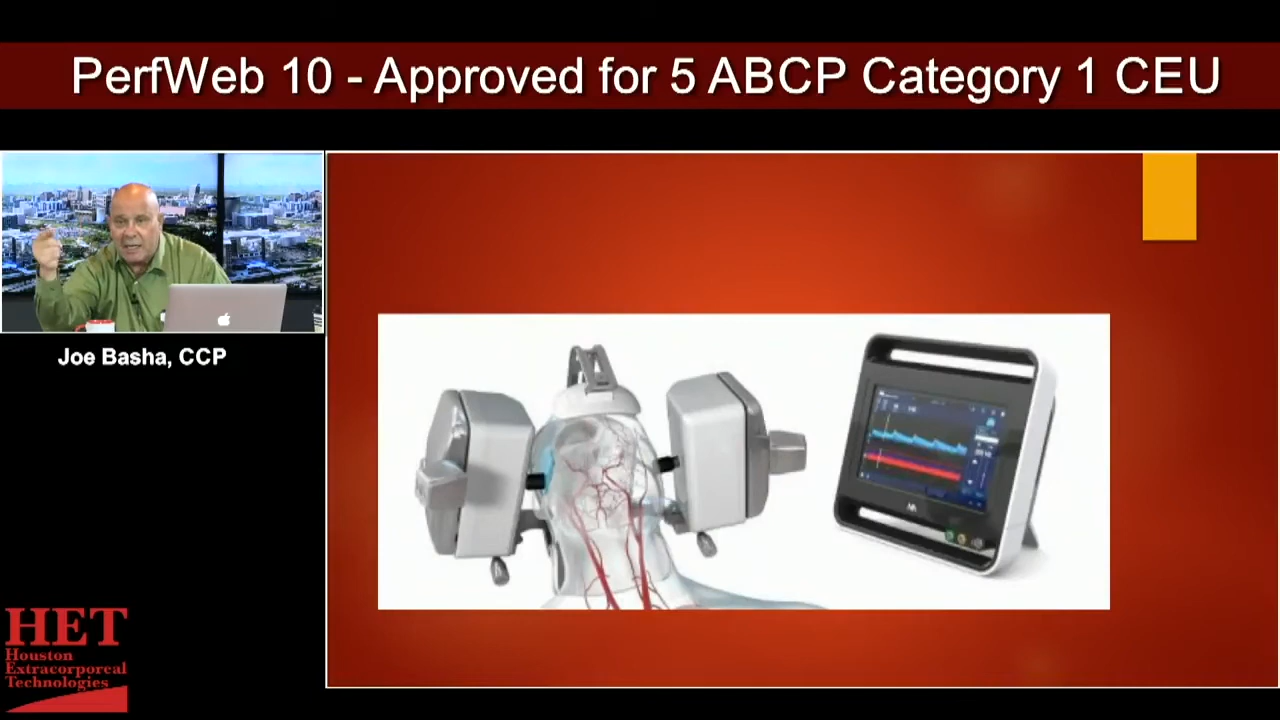 PerfWeb 10 - Approved for 5 ABCP Category 1 CEU
Joe Basha, CCP
HET
Houston
Extracorporeal
Technologies